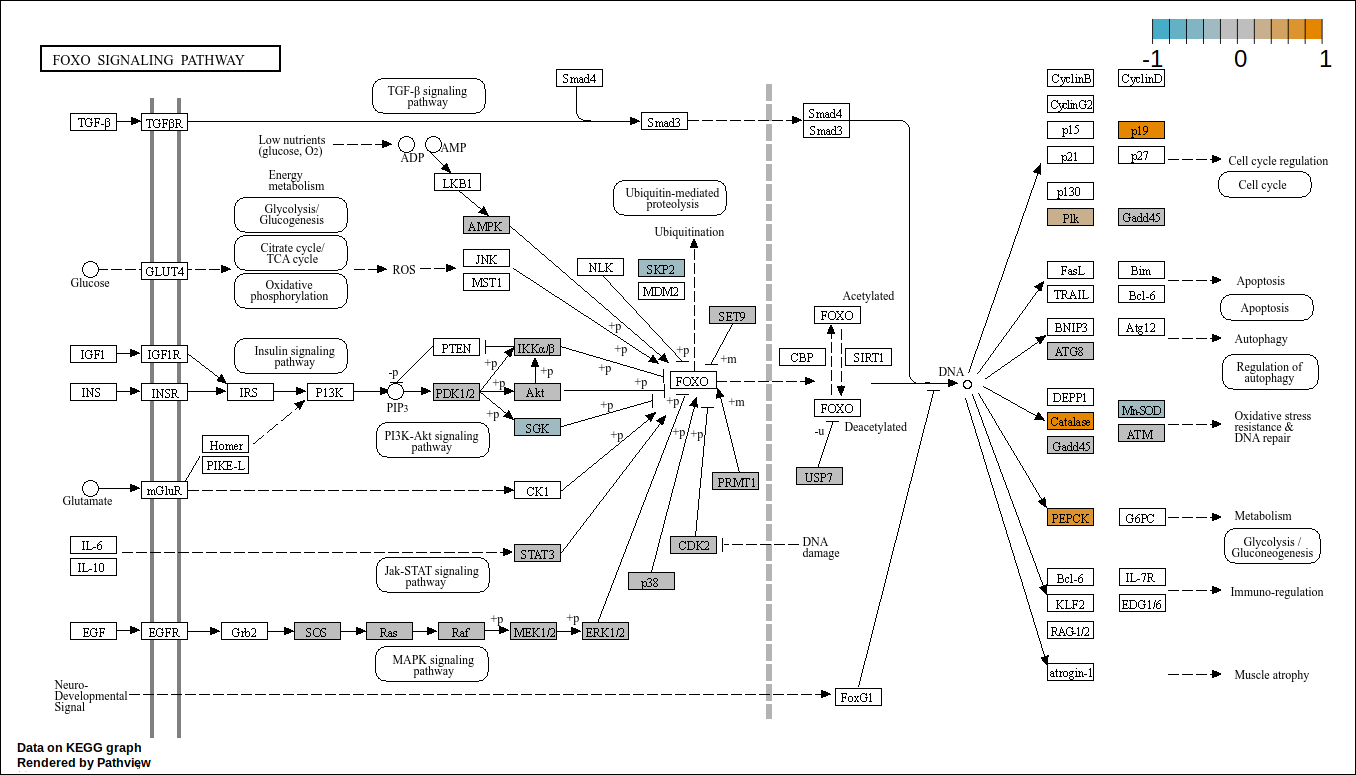 FOXO SIGNALING PATHWAY
-1 0 1
TGF-β signaling
pathway
Smad4
CyclinB
CyclinD
CyclinG2
TGF-β
TGFβR
Smad3
Smad4
Smad3
p15
p19
p21
p27
Cell cycle regulation
Cell cycle
p130
Plk
Gadd45
Low nutrients
(glucose, O2)
ADP
AMP
LKB1
AMPK
Energy
metabolism
Glycolysis/
Glucogenesis
Citrate cycle/
TCA cycle
Oxidative
phosphorylation
Ubiquitin-mediated
proteolysis
Ubiquitination
Glucose
GLUT4
ROS
JNK
MST1
NLK
SKP2
MDM2
SET9
FasL
Bim
TRAIL
Bcl-6
Apoptosis
Apoptosis
Acetylated
FOXO
CBP
SIRT1
FOXO
Deacetylated
-u
USP7
BNIP3
Atg12
ATG8
Autophagy
Regulation of
autophagy
IGF1
IGF1R
Insulin signaling
pathway
PTEN
IKKα/β
+p
+p
+p
+m
INS
INSR
IRS
P13K
-p
PIP3
PDK1/2
+p
+p
+p
+p
Akt
SGK
+p
+p
+p
+p
FOXO
+p
+m
+p
+p
DNA
DEPP1
Mn-SOD
Catalase
ATM
Gadd45
Oxidative stress
resistance &
DNA repair
PI3K-Akt signaling
pathway
Homer
PIKE-L
Glutamate
mGluR
CK1
PRMT1
PEPCK
G6PC
Metabolism
Glycolysis /
Gluconeogenesis
IL-6
IL-10
STAT3
CDK2
DNA
damage
Jak-STAT signaling
pathway
p38
Bcl-6
IL-7R
KLF2
EDG1/6
RAG-1/2
Immuno-regulation
EGF
EGFR
Grb2
SOS
Ras
Raf
+p
MEK1/2
+p
ERK1/2
MAPK signaling
pathway
atrogin-1
Muscle atrophy
Neuro-
Developmental
Signal
FoxG1
Data on KEGG graph
Rendered by Pathview